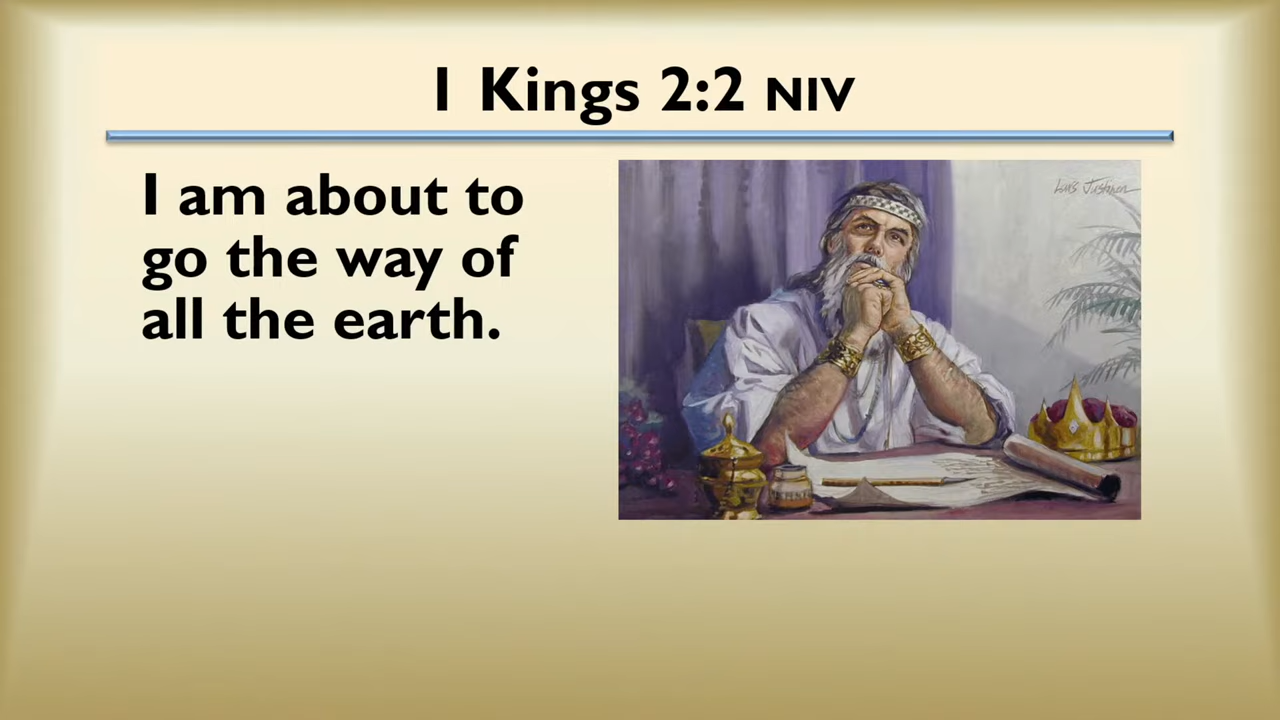 1 Kings 2:2 NIV
I am about to
go the way of
all the earth.